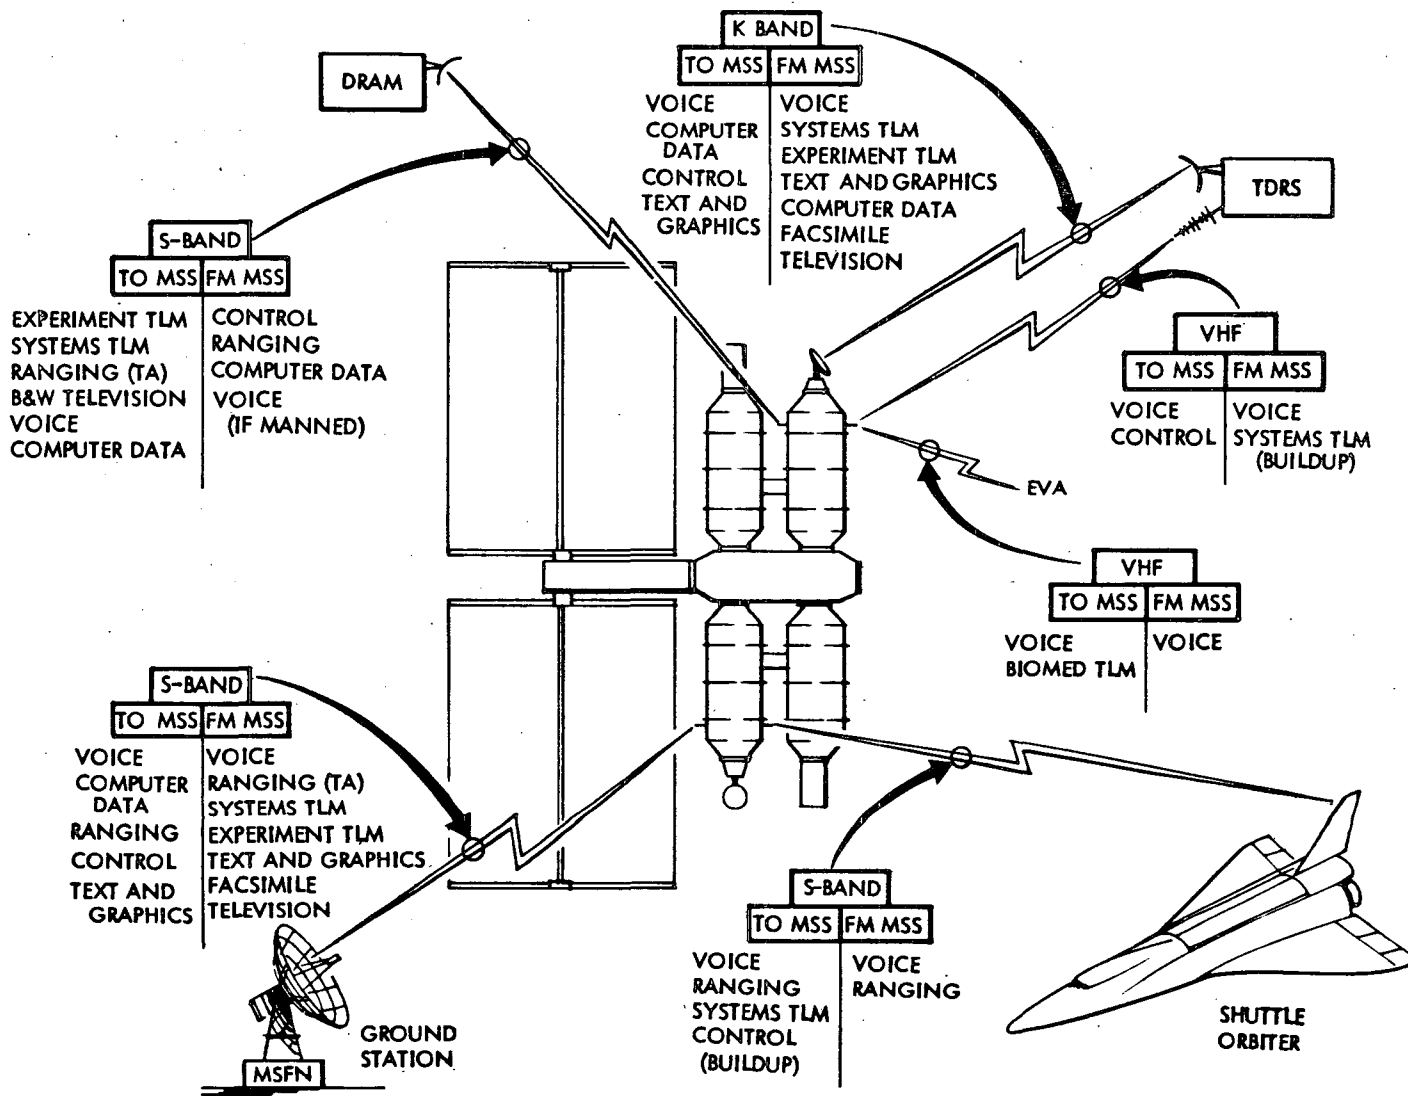 K BAND
TO MSS FM MSS
VOICE
COMPUTER
DATA
CONTROL
TEXT AND
GRAPHICS
VOICE
SYSTEMS TLM
EXPERIMENT TLM
TEXT AND GRAPHICS
COMPUTER DATA
FACSIMILE
TELEVISION
DRAM
TDRS
S-BAND
TO MSS FM MSS
EXPERIMENT TLM
SYSTEMS TLM
RANGING (TA)
B&W TELEVISION
VOICE
COMPUTER DATA
CONTROL
RANGING
COMPUTER DATA
VOICE
(IF MANNED)
VHF
TO MSS FM MSS
VOICE
CONTROL
VOICE
SYSTEMS TLM
(BUILDUP)
EVA
VHF
TO MSS FM MSS
VOICE
BIOMED TLM
VOICE
S-BAND
TO MSS FM MSS
VOICE
COMPUTER
DATA
RANGING
CONTROL
TEXT AND
GRAPHICS
VOICE
RANGING (TA)
SYSTEMS TLM
EXPERIMENT TLM
TEXT AND GRAPHICS
FACSIMILE
TELEVISION
S-BAND
TO MSS FM MSS
VOICE
RANGING
SYSTEMS TLM
CONTROL
(BUILDUP)
VOICE
RANGING
GROUND
STATION
MSFN
SHUTTLE
ORBITER